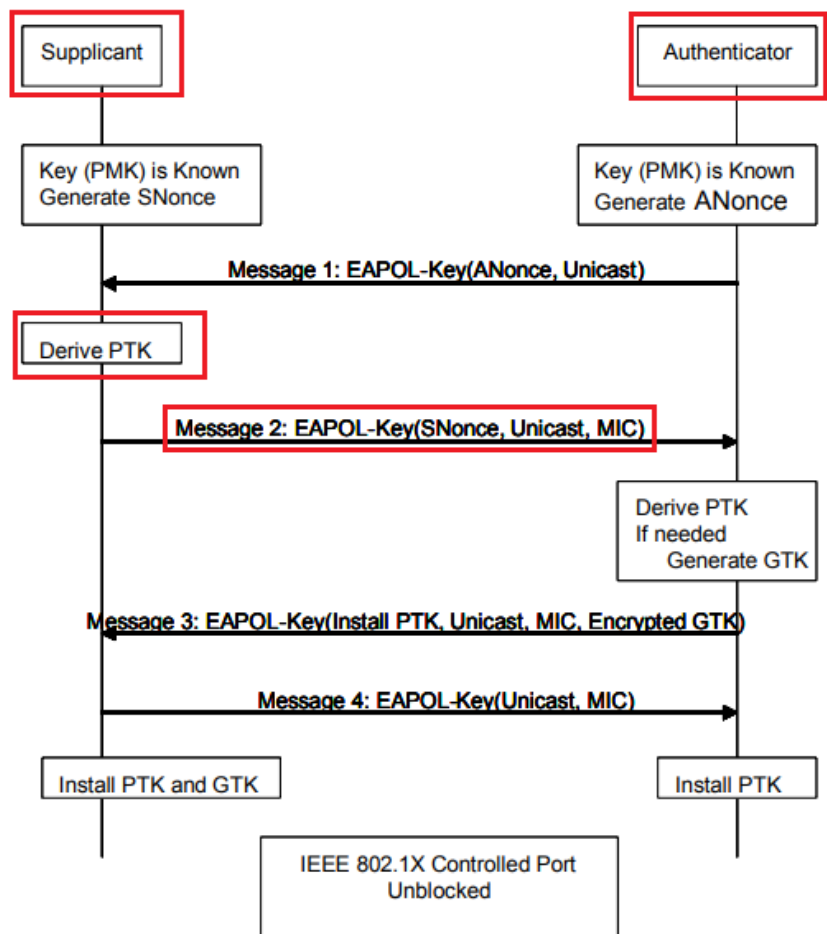 Supplicant
Authenticator
Key (PMK) is Known
Generate SNonce
Key (PMK) is Known
Generate ANonce
Message 1: EAPOL-Key(ANonce, Unicast)
Derive PTK
Message 2: EAPOL-Key(SNonce, Unicast, MIC)
Derive PTK
If needed
Generate GTK
Message 3: EAPOL-Key(Install PTK, Unicast, MIC, Encrypted GTK)
Message 4: EAPOL-Key(Unicast, MIC)
Install PTK and GTK
Install PTK
IEEE 802.1X Controlled Port
Unblocked